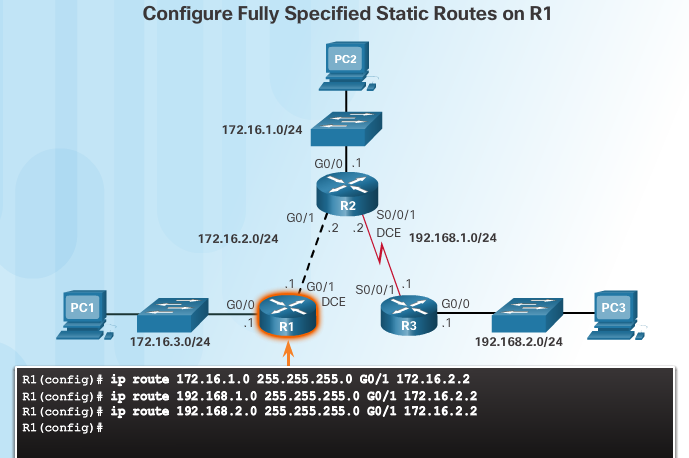 Configure Fully Specified Static Routes on R1
PC2
172.16.1.0/24
G0/0 .1
R2
G0/1 S0/0/1
.2 .2 DCE
172.16.2.0/24 192.168.1.0/24
.1 G0/1 S0/0/1 .1
DCE
PC1 G0/0 R1 R3 G0/0 PC3
.1 .1
172.16.3.0/24 192.168.2.0/24
R1(config)# ip route 172.16.1.0 255.255.255.0 G0/1 172.16.2.2
R1(config)# ip route 192.168.1.0 255.255.255.0 G0/1 172.16.2.2
R1(config)# ip route 192.168.2.0 255.255.255.0 G0/1 172.16.2.2
R1(config)#